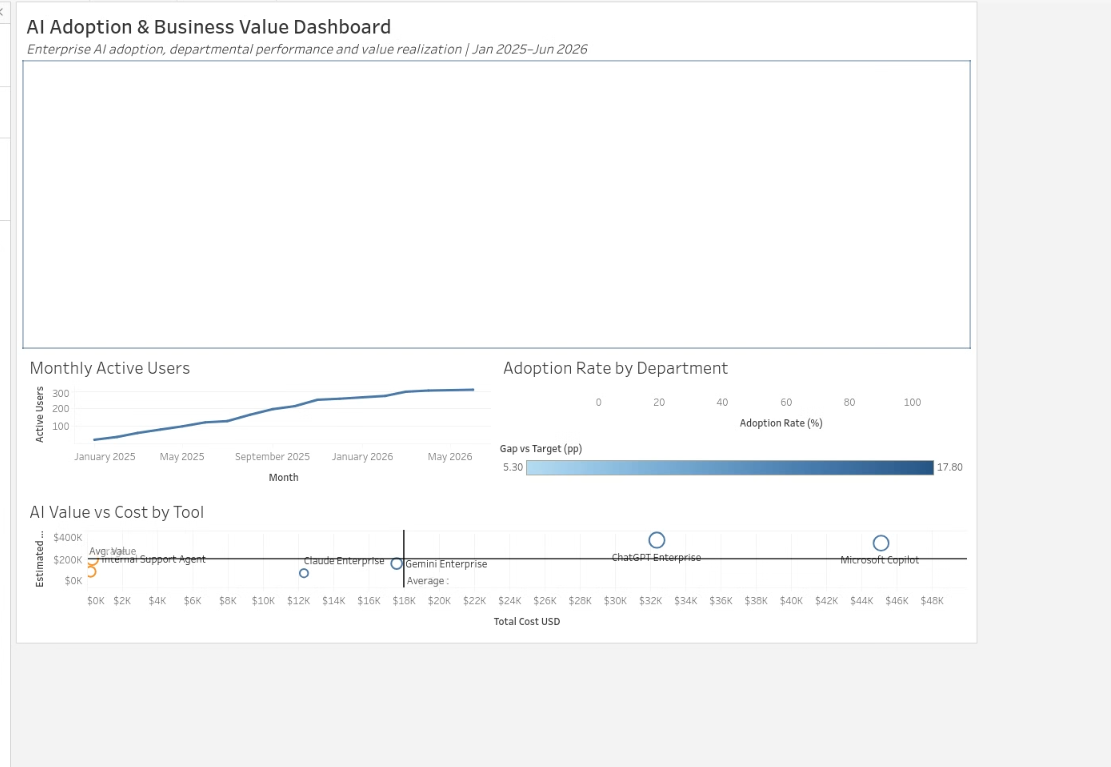 AI Adoption & Business Value Dashboard
Enterprise AI adoption, departmental performance and value realization | Jan 2025–Jun 2026
Monthly Active Users
Active Users
300
200
100
January 2025 May 2025 September 2025 January 2026 May 2026
Month
Adoption Rate by Department
0 20 40 60 80 100
Adoption Rate (%)
Gap vs Target (pp)
5.30 17.80
AI Value vs Cost by Tool
Estimated ...
$400K
$200K
$0K
Avg. Value
Internal Support Agent
Claude Enterprise
Gemini Enterprise
Average :
ChatGPT Enterprise
Microsoft Copilot
$0K $2K $4K $6K $8K $10K $12K $14K $16K $18K $20K $22K $24K $26K $28K $30K $32K $34K $36K $38K $40K $42K $44K $46K $48K
Total Cost USD